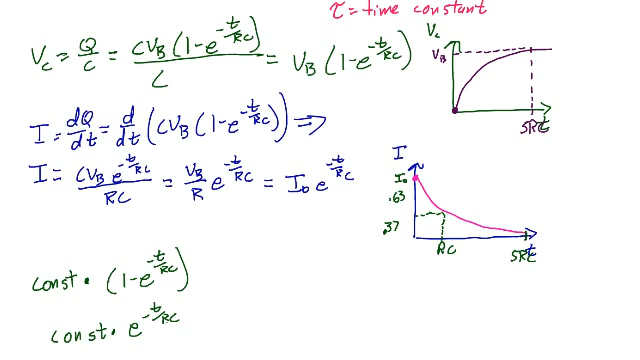 τ = time constant
V_c = Q/C = CV_B (1-e^{-t/RC}) / C = V_B (1-e^{-t/RC})
V_c
V_B
5RC t
I = dQ/dt = d/dt (CV_B (1-e^{-t/RC})) ⇒
I = CV_B e^{-t/RC} / RC = V_B/R e^{-t/RC} = I_0 e^{-t/RC}
I
I_0
.63
.37
RC
5RC t
const • (1-e^{-t/RC})
const • e^{-t/RC}